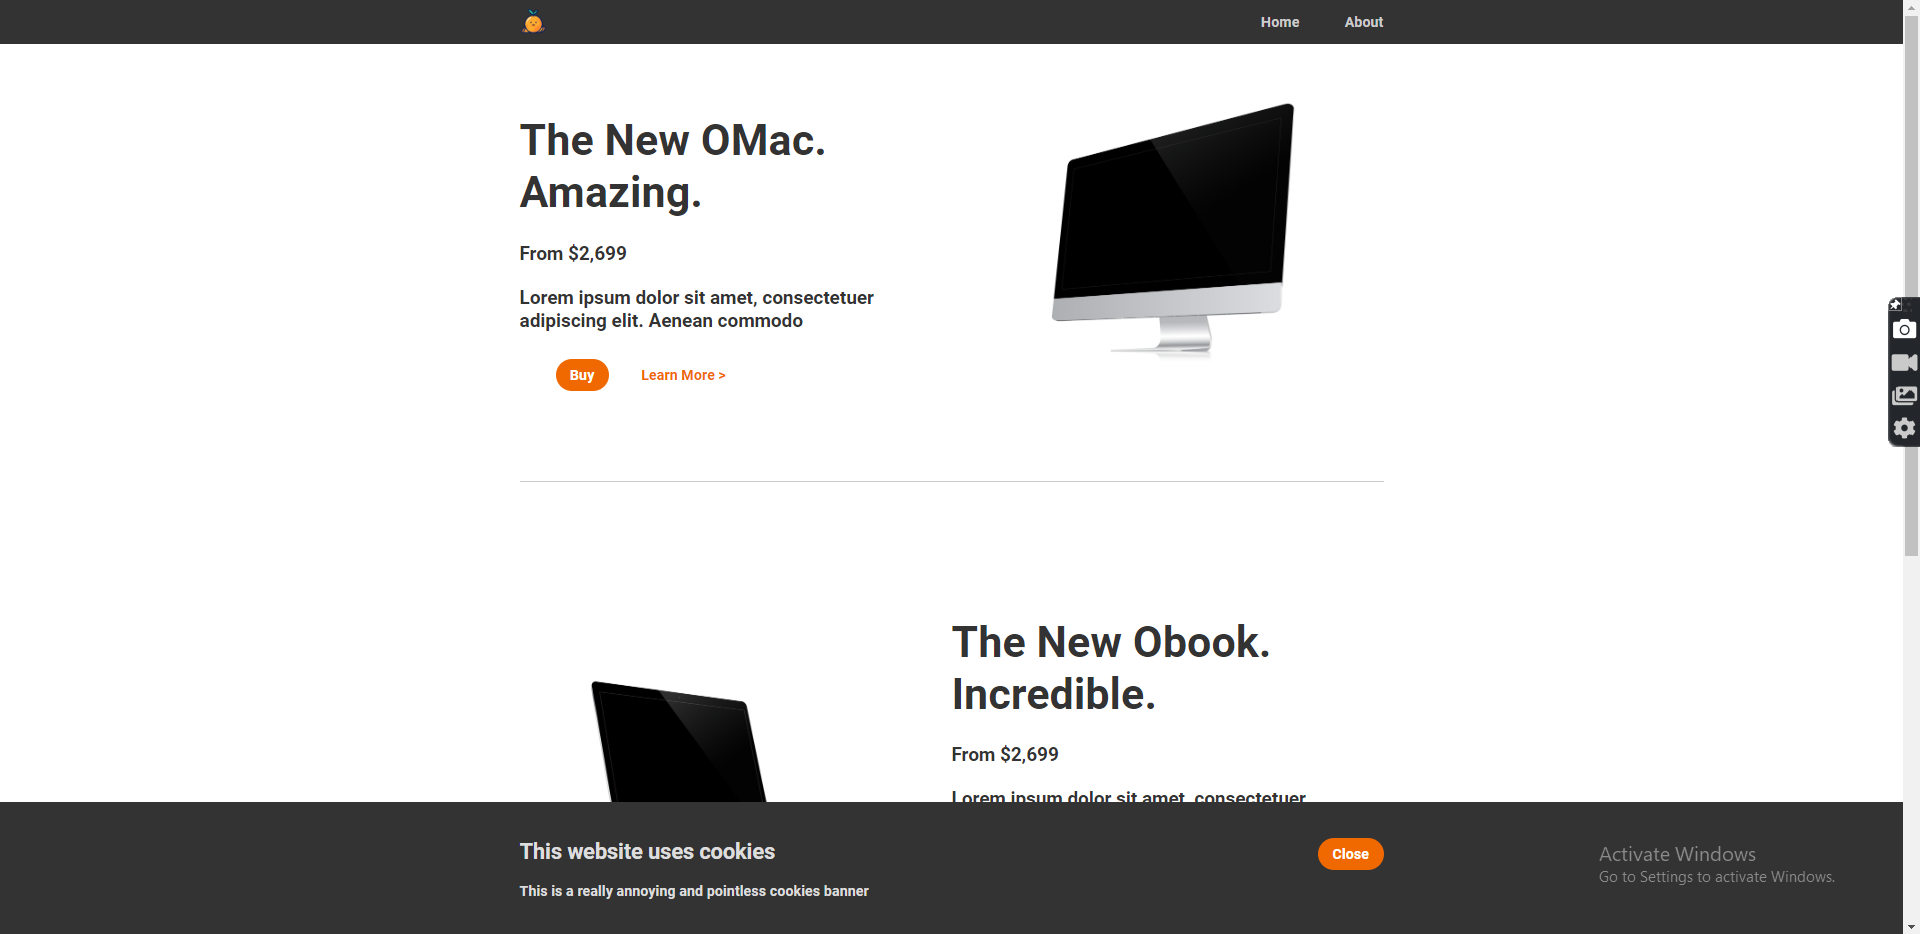 Home
About
The New OMac.
Amazing.
From $2,699
Lorem ipsum dolor sit amet, consectetuer
adipiscing elit. Aenean commodo
Buy
Learn More >
The New Obook.
Incredible.
From $2,699
Lorem ipsum dolor sit amet, consectetuer
This website uses cookies
This is a really annoying and pointless cookies banner
Close
Activate Windows
Go to Settings to activate Windows.